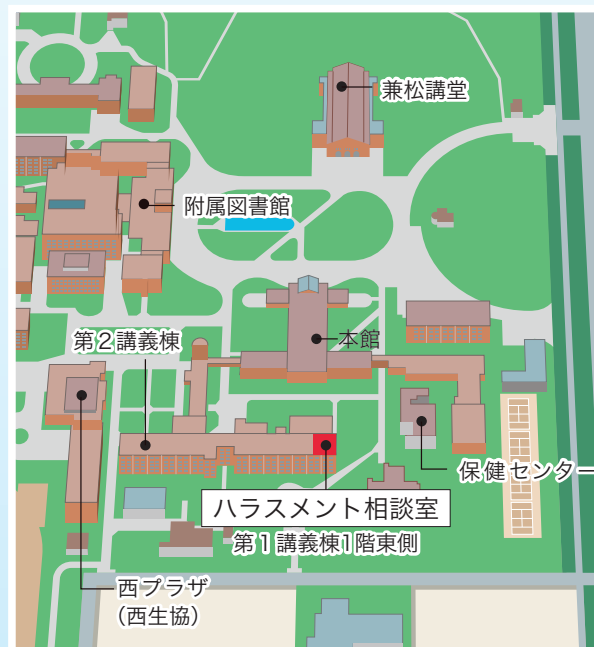 兼松講堂
附属図書館
本館
第２講義棟
保健センター
ハラスメント相談室
第１講義棟1階東側
西プラザ
（西生協）